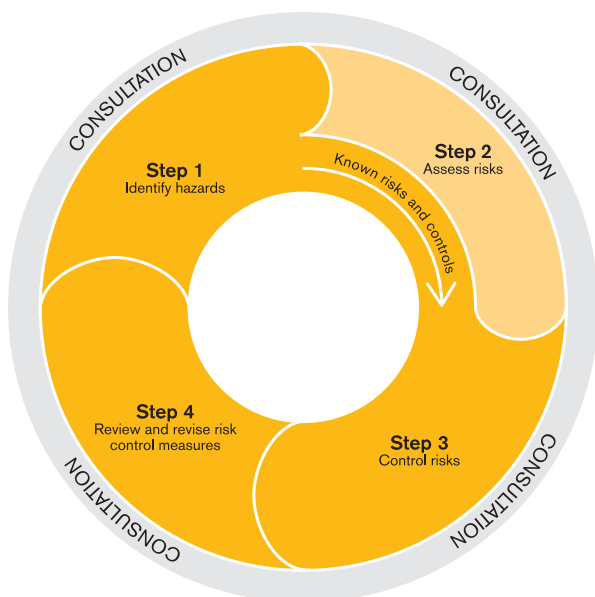 CONSULTATION
CONSULTATION
Step 1
Identify hazards
Step 2
Assess risks
Known risks and controls
Step 4
Review and revise risk
control measures
Step 3
Control risks
CONSULTATION
CONSULTATION